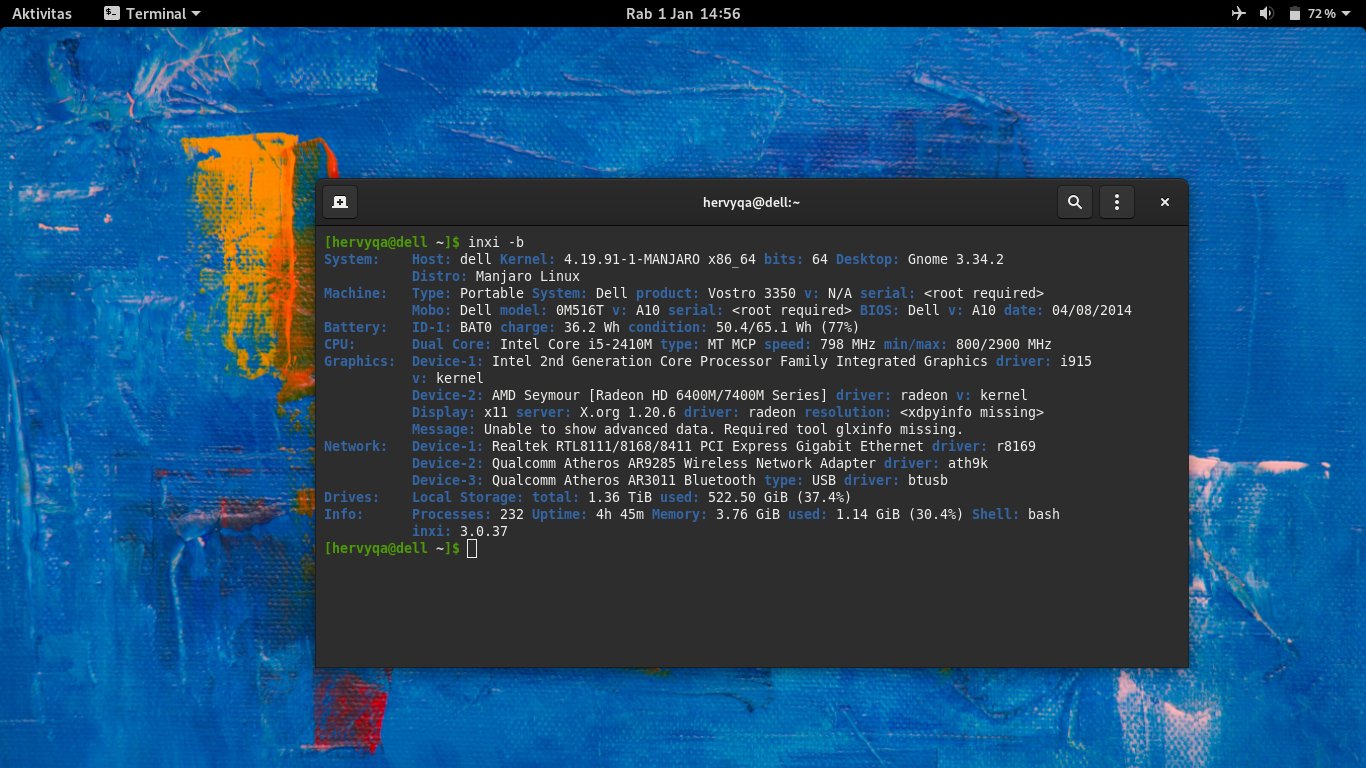 Aktivitas Terminal Rab 1 Jan 14:56 72%
hervyqa@dell:~
[hervyqa@dell ~]$ inxi -b
System: Host: dell Kernel: 4.19.91-1-MANJARO x86_64 bits: 64 Desktop: Gnome 3.34.2
Distro: Manjaro Linux
Machine: Type: Portable System: Dell product: Vostro 3350 v: N/A serial: <root required>
Mobo: Dell model: 0M516T v: A10 serial: <root required> BIOS: Dell v: A10 date: 04/08/2014
Battery: ID-1: BAT0 charge: 36.2 Wh condition: 50.4/65.1 Wh (77%)
CPU: Dual Core: Intel Core i5-2410M type: MT MCP speed: 798 MHz min/max: 800/2900 MHz
Graphics: Device-1: Intel 2nd Generation Core Processor Family Integrated Graphics driver: i915
v: kernel
Device-2: AMD Seymour [Radeon HD 6400M/7400M Series] driver: radeon v: kernel
Display: x11 server: X.org 1.20.6 driver: radeon resolution: <xdpyinfo missing>
Message: Unable to show advanced data. Required tool glxinfo missing.
Network: Device-1: Realtek RTL8111/8168/8411 PCI Express Gigabit Ethernet driver: r8169
Device-2: Qualcomm Atheros AR9285 Wireless Network Adapter driver: ath9k
Device-3: Qualcomm Atheros AR3011 Bluetooth type: USB driver: btusb
Drives: Local Storage: total: 1.36 TiB used: 522.50 GiB (37.4%)
Info: Processes: 232 Uptime: 4h 45m Memory: 3.76 GiB used: 1.14 GiB (30.4%) Shell: bash
inxi: 3.0.37
[hervyqa@dell ~]$